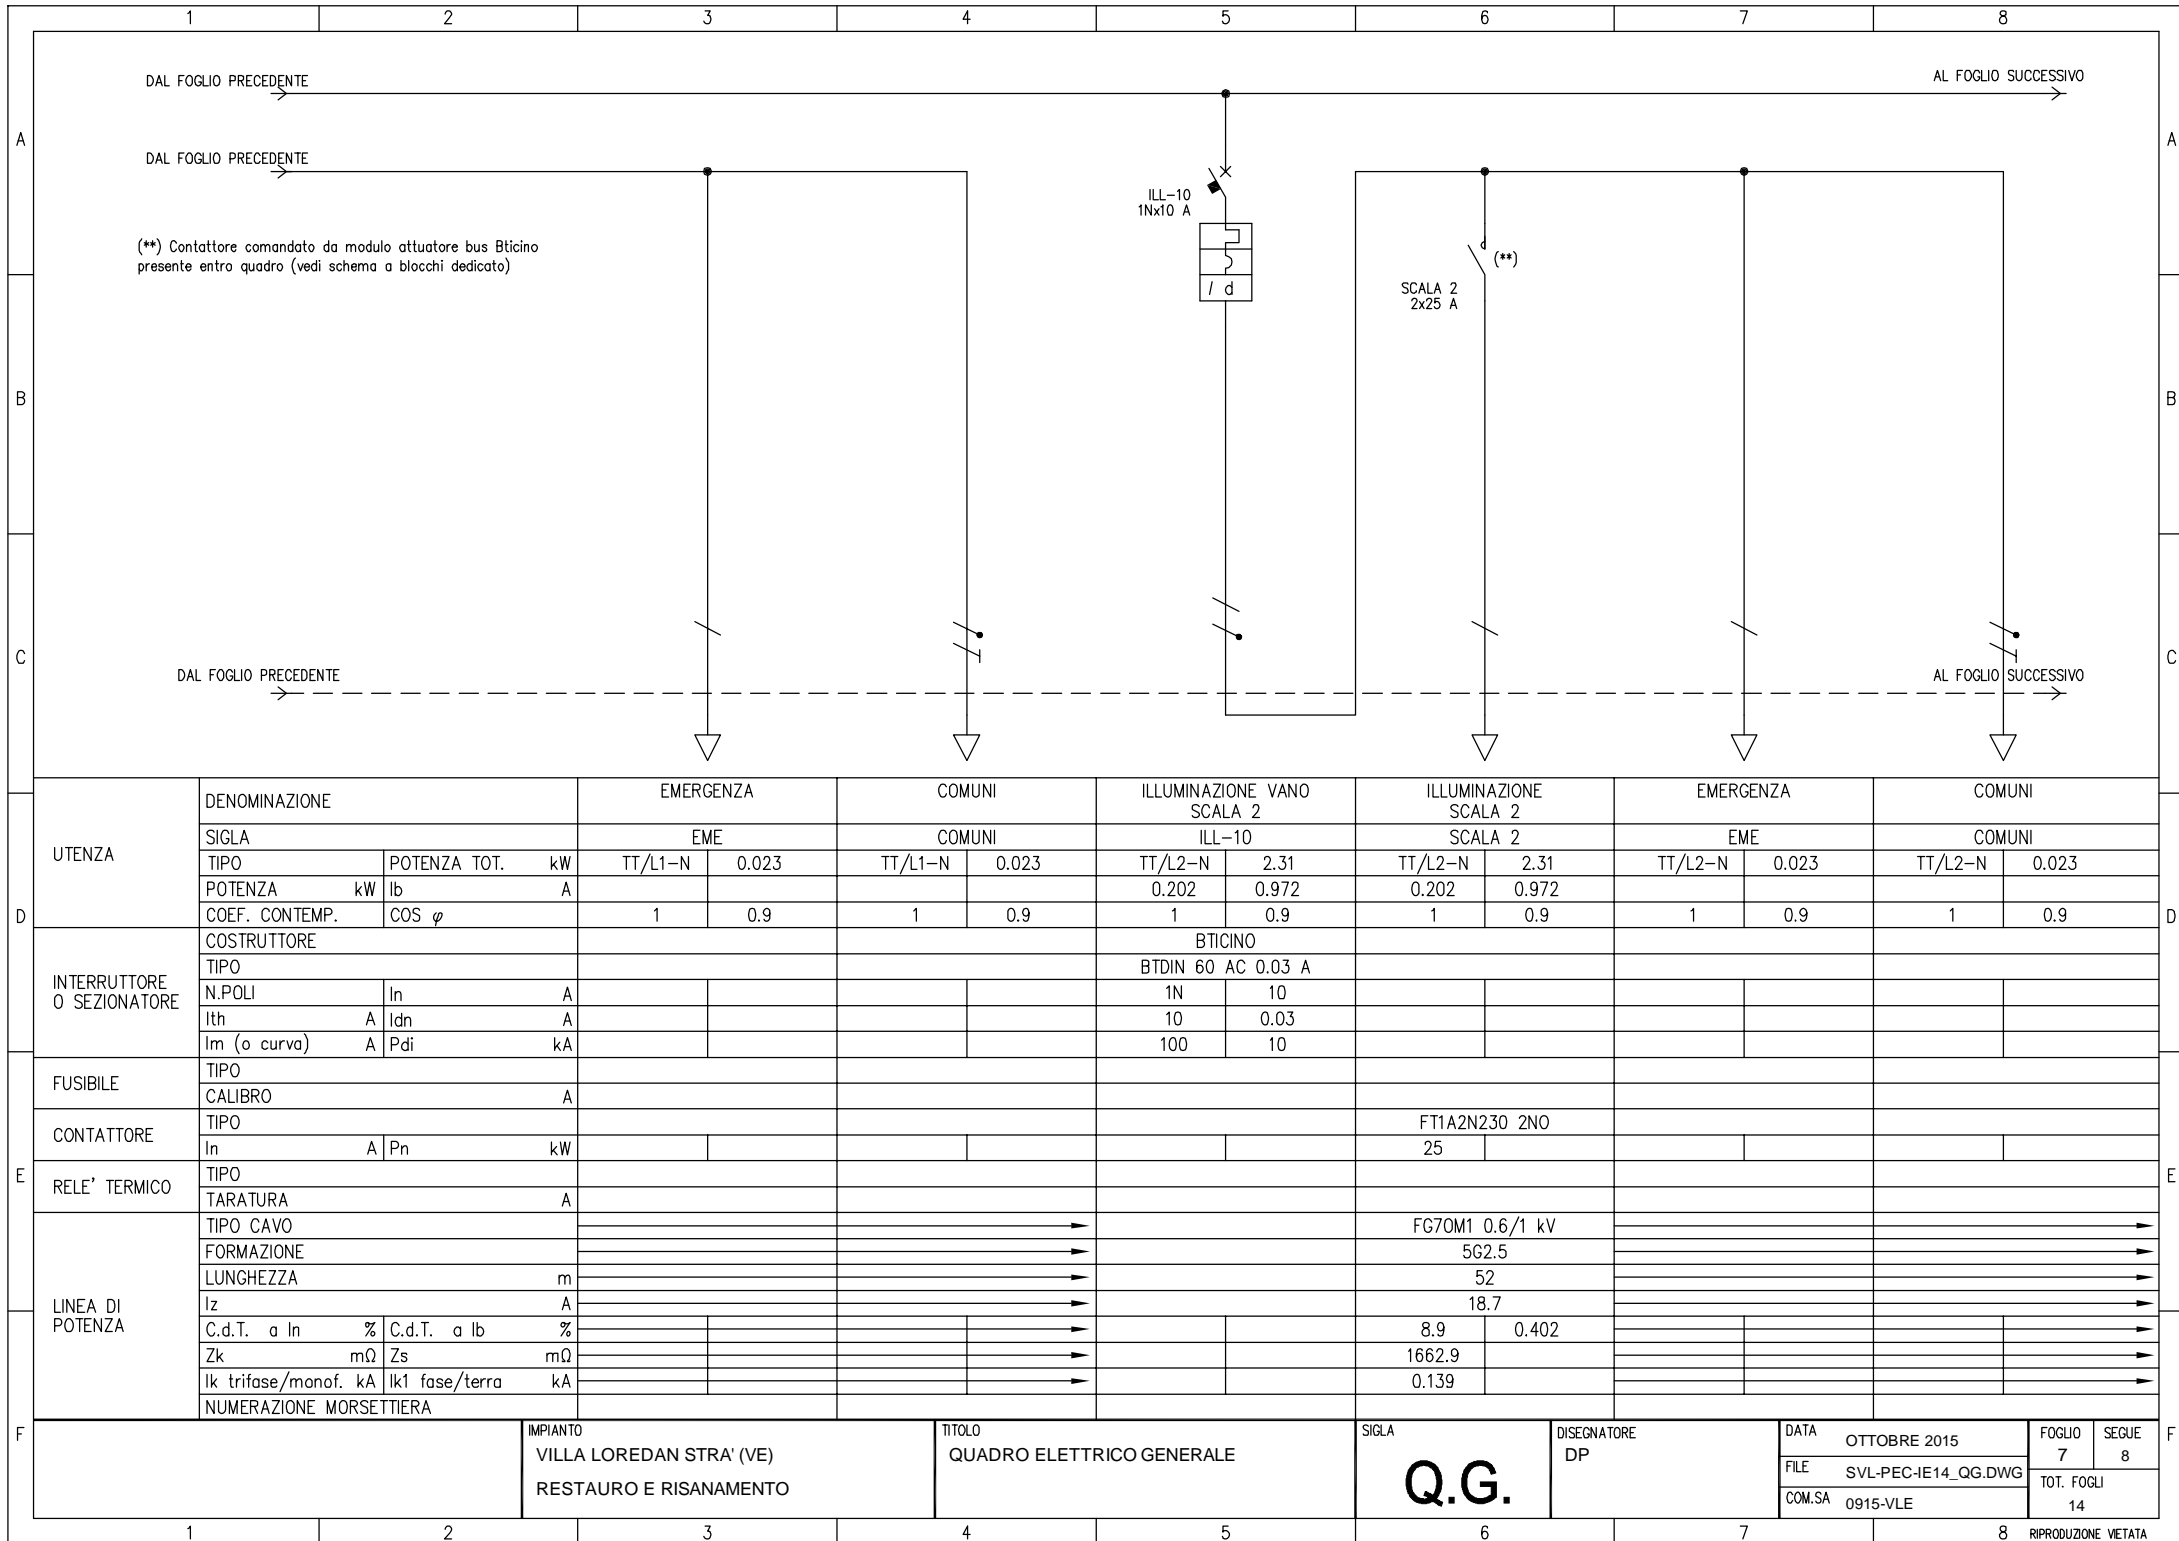 1 2 3 4 5 6 7 8
DAL FOGLIO PRECEDENTE
AL FOGLIO SUCCESSIVO
A A
DAL FOGLIO PRECEDENTE
ILL-10
1Nx10 A
(**) Contattore comandato da modulo attuatore bus Bticino
presente entro quadro (vedi schema a blocchi dedicato)
(**)
I d
SCALA 2
2x25 A
B B
C C
DAL FOGLIO PRECEDENTE
AL FOGLIO SUCCESSIVO
UTENZA
DENOMINAZIONE EMERGENZA COMUNI ILLUMINAZIONE VANO SCALA 2 ILLUMINAZIONE SCALA 2 EMERGENZA COMUNI
SIGLA EME COMUNI ILL-10 SCALA 2 EME COMUNI
TIPO POTENZA TOT. kW TT/L1-N 0.023 TT/L1-N 0.023 TT/L2-N 2.31 TT/L2-N 2.31 TT/L2-N 0.023 TT/L2-N 0.023
POTENZA kW Ib A 0.202 0.972 0.202 0.972
D COEF. CONTEMP. COS φ 1 0.9 1 0.9 1 0.9 1 0.9 1 0.9 1 0.9 D
INTERRUTTORE
O SEZIONATORE
COSTRUTTORE BTICINO
TIPO BTDIN 60 AC 0.03 A
N.POLI In A 1N 10
Ith A Idn A 10 0.03
Im (o curva) A Pdi kA 100 10
FUSIBILE
TIPO
CALIBRO A
CONTATTORE
TIPO FT1A2N230 2NO
In A Pn kW 25
E E
RELE' TERMICO
TIPO
TARATURA A
LINEA DI
POTENZA
TIPO CAVO FG7OM1 0.6/1 kV
FORMAZIONE 5G2.5
LUNGHEZZA m 52
Iz A 18.7
C.d.T. a In % C.d.T. a Ib % 8.9 0.402
Zk mΩ Zs mΩ 1662.9
Ik trifase/monof. kA Ik1 fase/terra kA 0.139
NUMERAZIONE MORSETTIERA
F F
IMPIANTO
VILLA LOREDAN STRA' (VE)
RESTAURO E RISANAMENTO
TITOLO
QUADRO ELETTRICO GENERALE
SIGLA
Q.G.
DISEGNATORE
DP
DATA OTTOBRE 2015
FILE SVL-PEC-IE14_QG.DWG
COM.SA 0915-VLE
FOGLIO 7
SEGUE 8
TOT. FOGLI
14
1 2 3 4 5 6 7 8
RIPRODUZIONE VIETATA